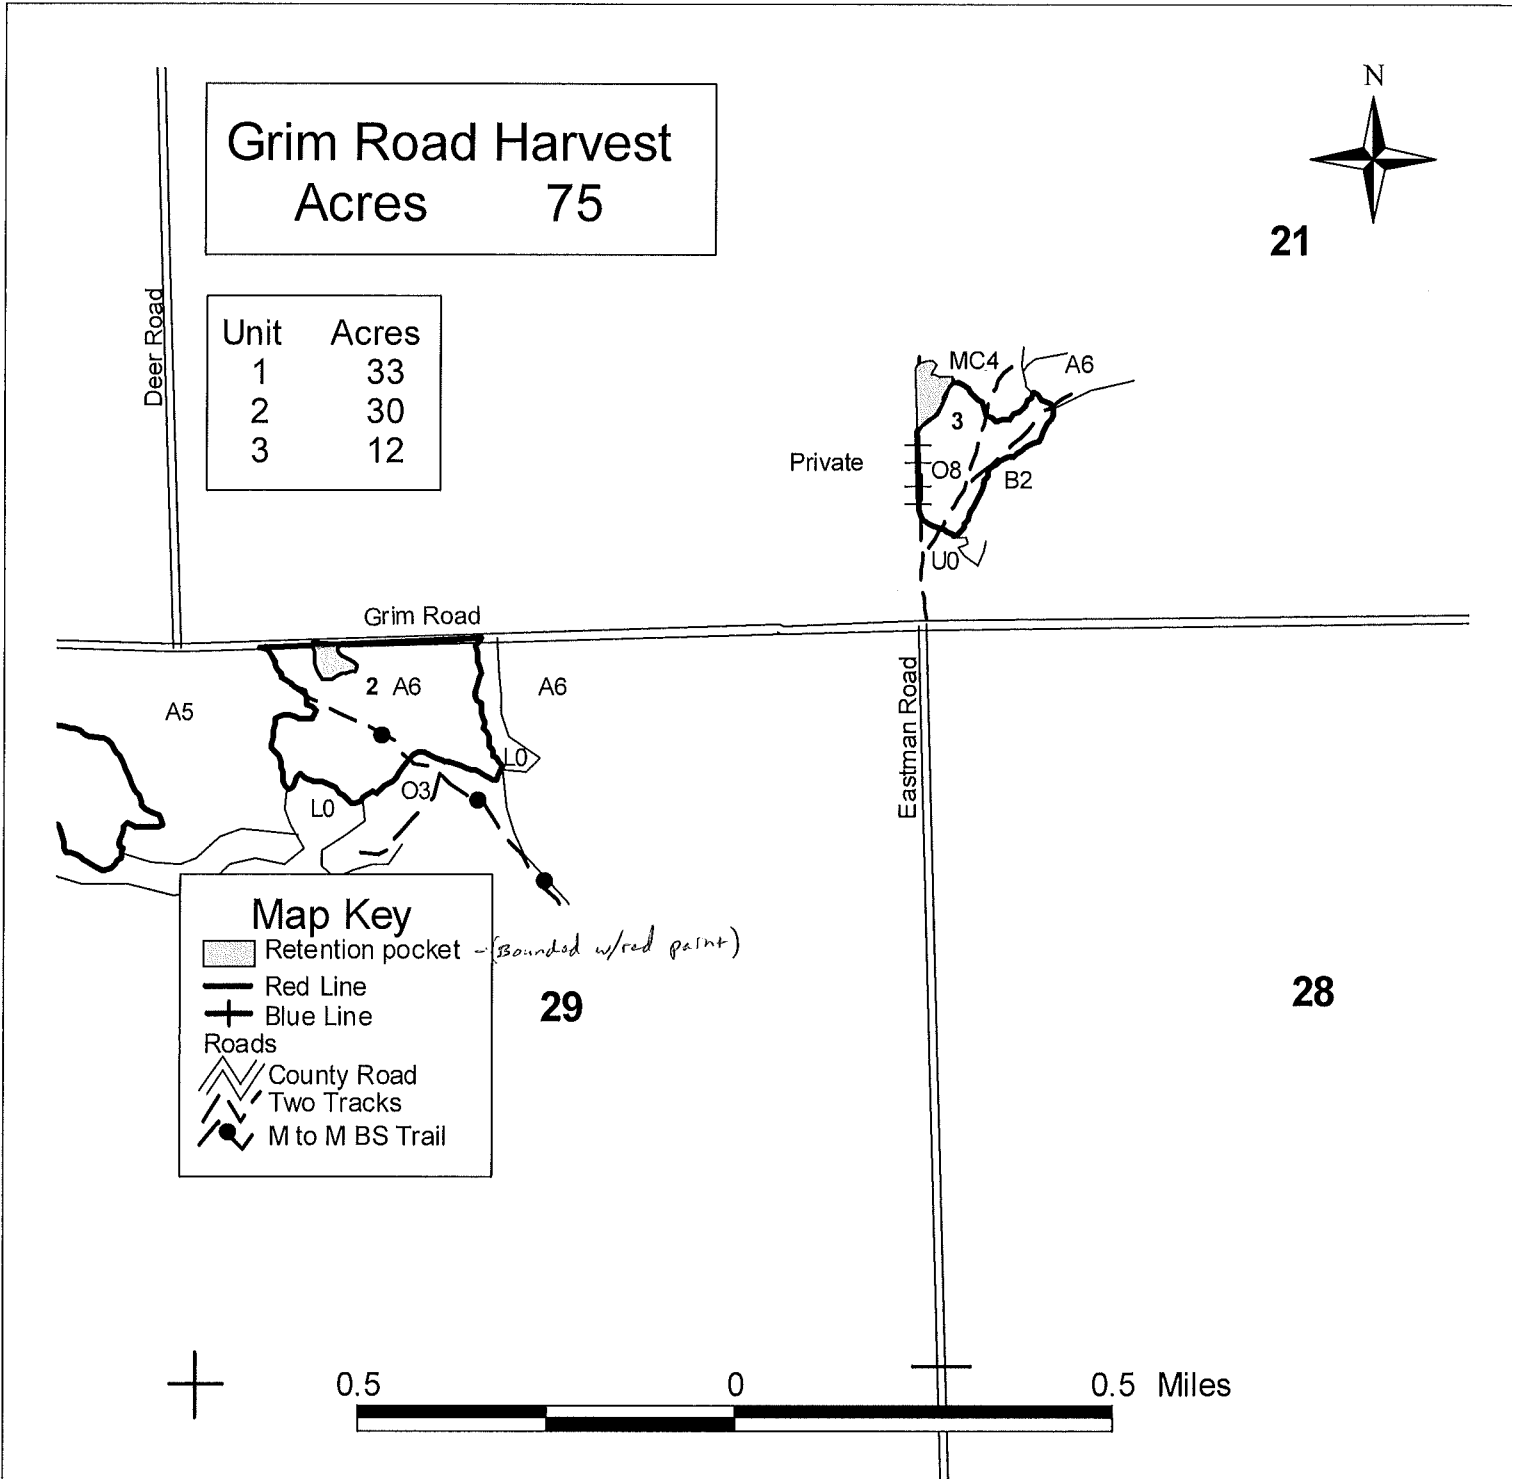 N
Grim Road Harvest
Acres 75
21
Deer Road
Unit Acres
1 33
2 30
3 12
MC4
A6
3
Private
O8
B2
U0
Grim Road
2 A6
A6
A5
Eastman Road
L0
O3
L0
Map Key
Retention pocket - (Bounded w/red paint)
Red Line
Blue Line
Roads
County Road
Two Tracks
M to M BS Trail
29
28
0.5 0 0.5 Miles